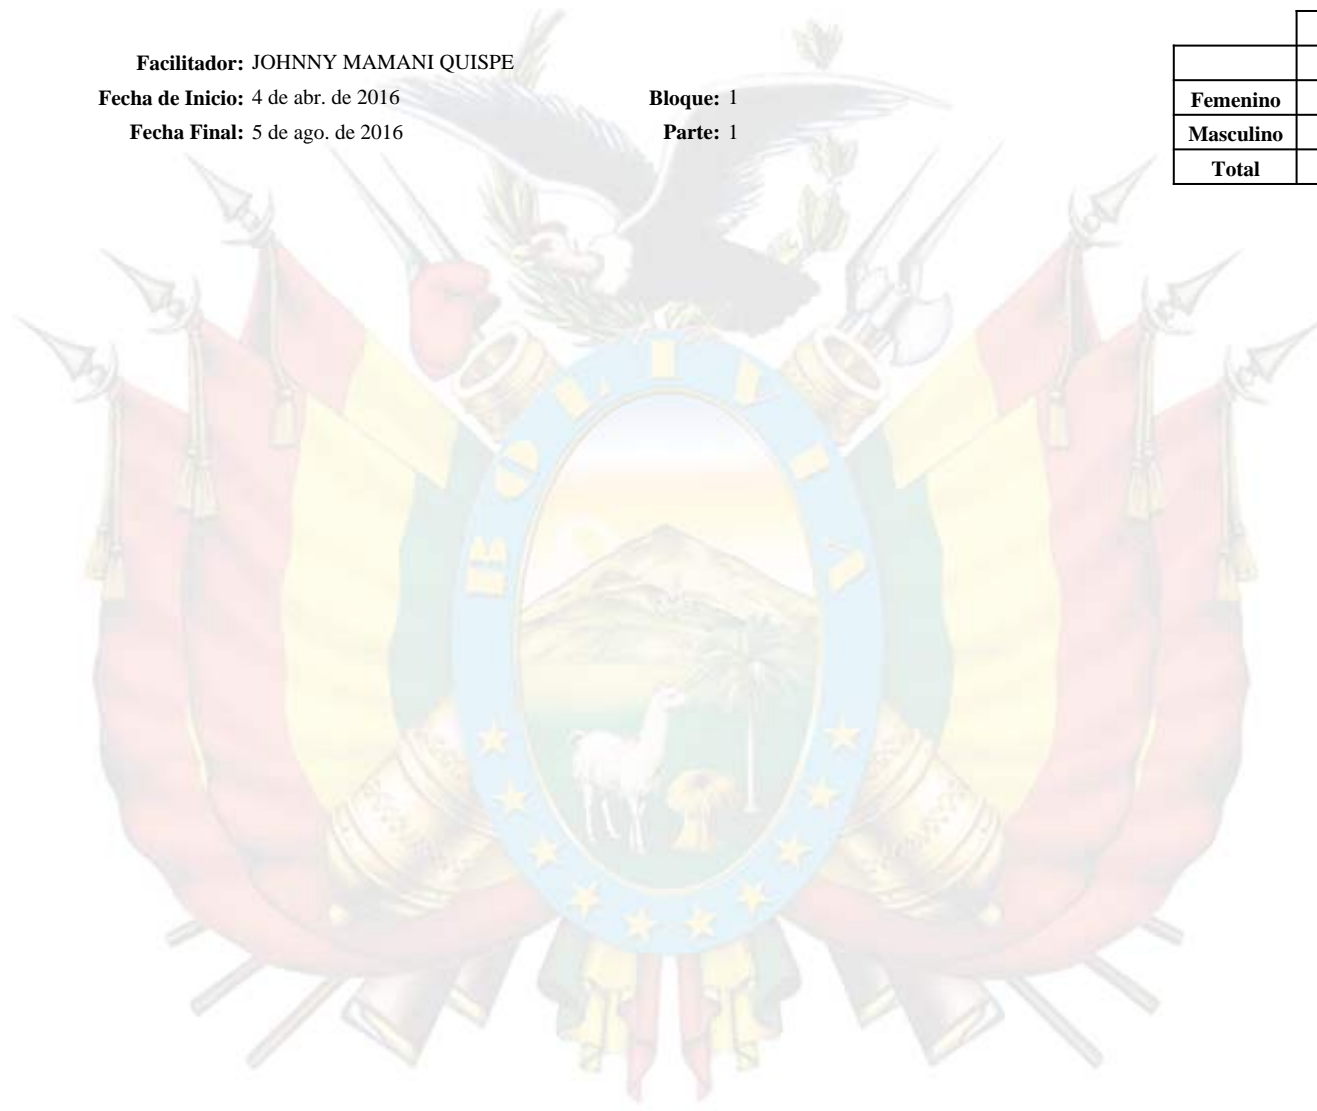 Facilitador: JOHNNY MAMANI QUISPE
Fecha de Inicio: 4 de abr. de 2016 Bloque: 1
Fecha Final: 5 de ago. de 2016 Parte: 1
Femenino
Masculino
Total
BOLIVIA